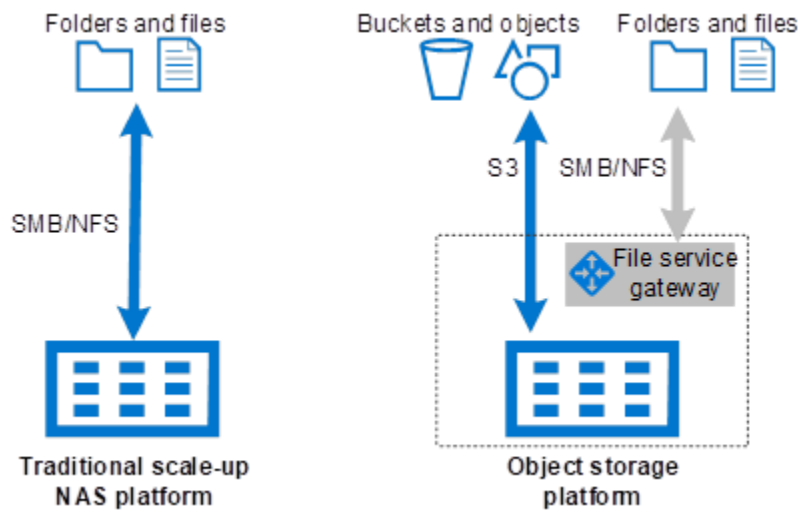 Folders and files
SMB/NFS
Traditional scale-up
NAS platform
Buckets and objects
Folders and files
S3
SMB/NFS
File service
gateway
Object storage
platform